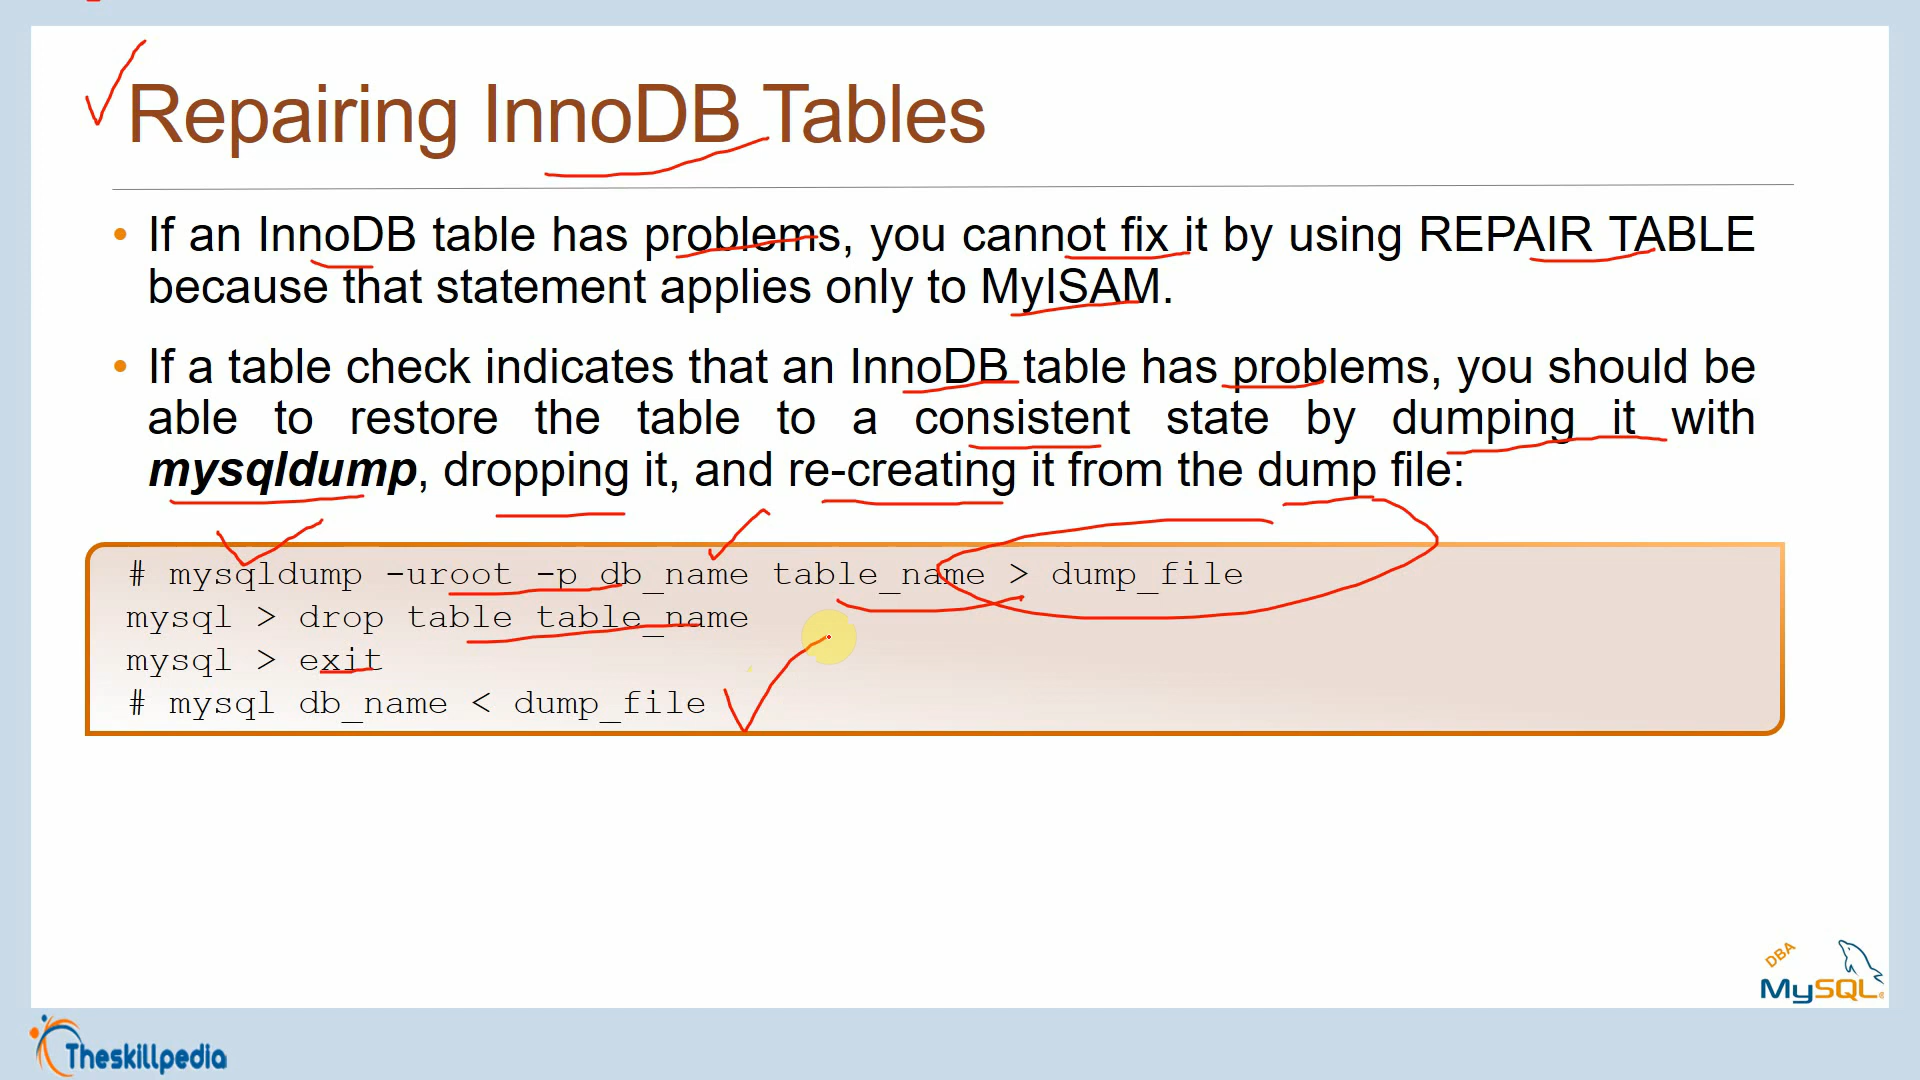 Repairing InnoDB Tables
• If an InnoDB table has problems, you cannot fix it by using REPAIR TABLE
because that statement applies only to MyISAM.
• If a table check indicates that an InnoDB table has problems, you should be
able to restore the table to a consistent state by dumping it with
mysqldump, dropping it, and re-creating it from the dump file:
# mysqldump -uroot -p db_name table_name > dump_file
mysql > drop table table_name
mysql > exit
# mysql db_name < dump_file
DBA
MySQL
Theskillpedia